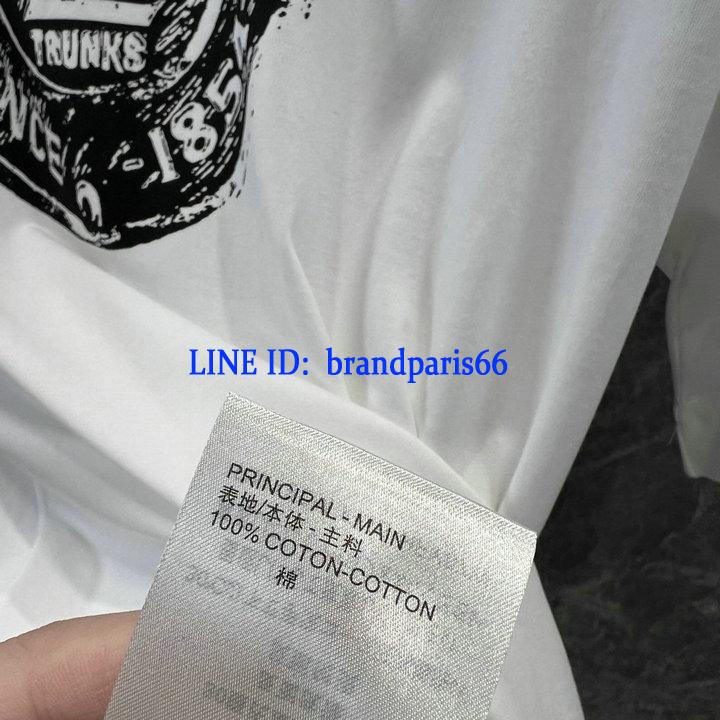 TRUNKS
NCE
-185
LINE ID: brandparis66
PRINCIPAL - MAIN
表地/本体 - 主料
100% COTON-COTTON
棉